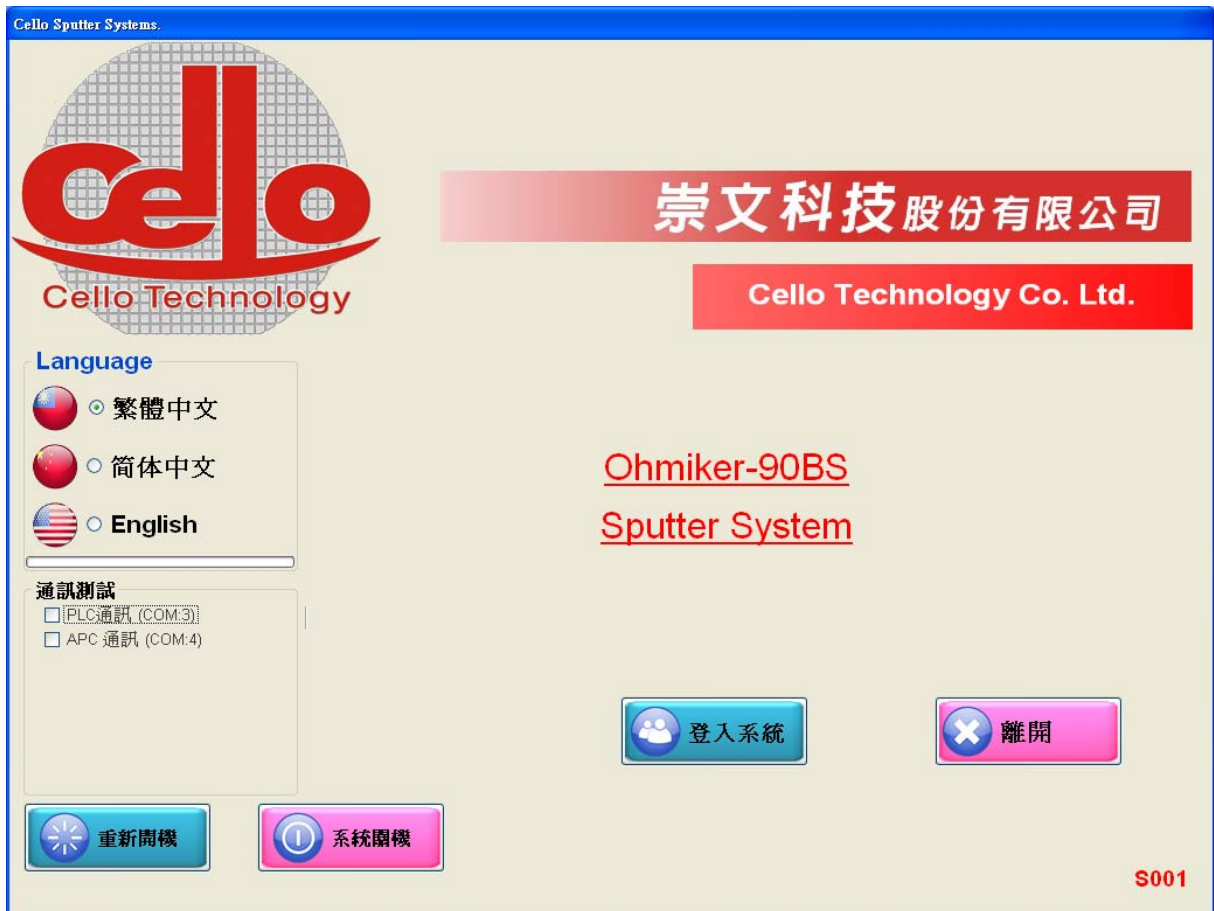 Cello Sputter Systems.
cello
Cello Technology
崇文科技股份有限公司
Cello Technology Co. Ltd.
Language
繁體中文
简体中文
English
Ohmiker-90BS
Sputter System
通訊測試
PLC通訊 (COM:3)
APC 通訊 (COM:4)
登入系統
離開
重新開機
系統關機
S001